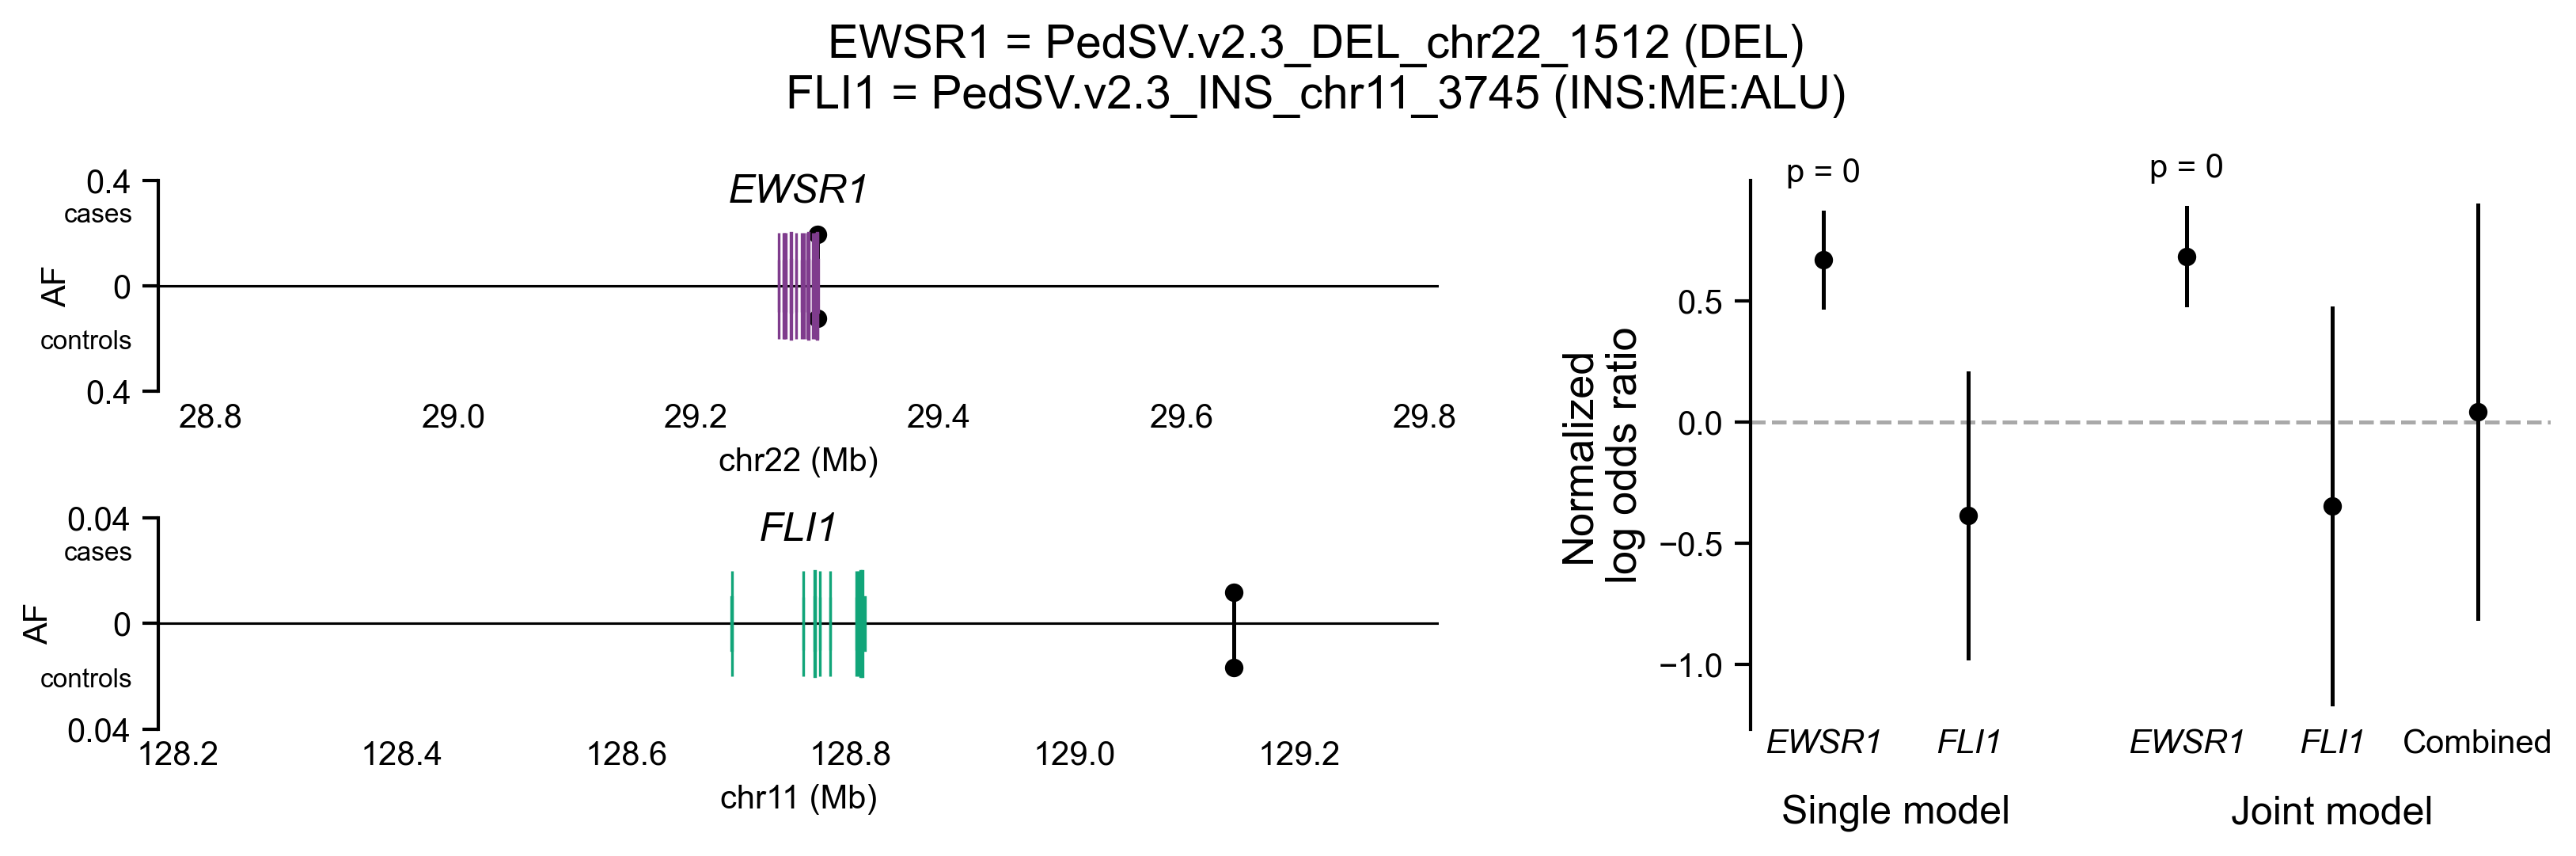 EWSR1 = PedSV.v2.3_DEL_chr22_1512 (DEL)
FLI1 = PedSV.v2.3_INS_chr11_3745 (INS:ME:ALU)
EWSR1
0.4
cases
AF
0
controls
0.4
28.8 29.0 29.2 29.4 29.6 29.8
chr22 (Mb)
FLI1
0.04
cases
AF
0
controls
0.04
128.2 128.4 128.6 128.8 129.0 129.2
chr11 (Mb)
p = 0 p = 0
Normalized
log odds ratio
0.5
0.0
−0.5
−1.0
EWSR1 FLI1 EWSR1 FLI1 Combined
Single model Joint model